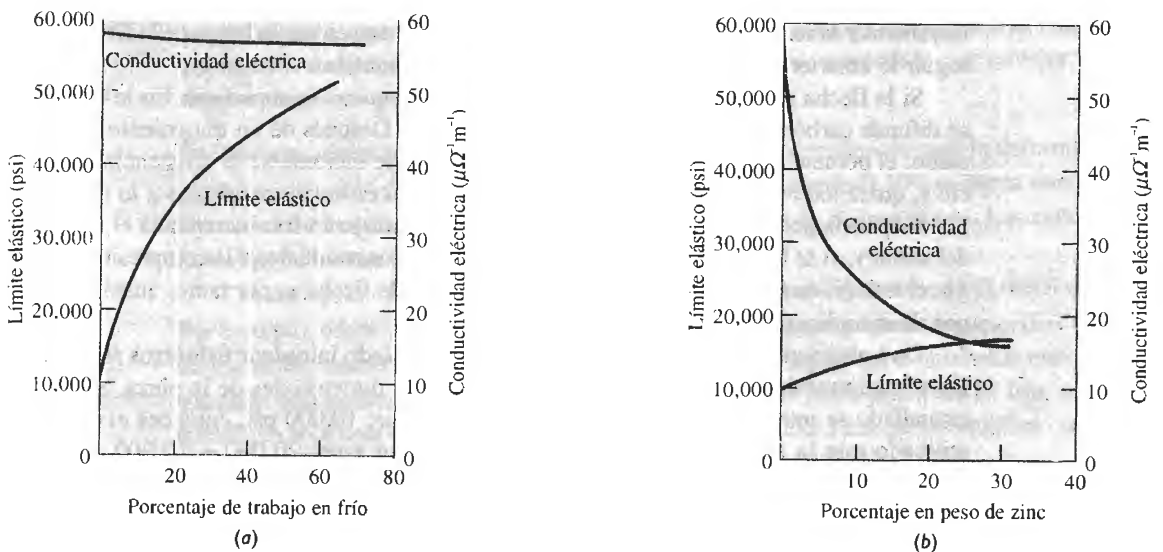 60.000
50,000
40,000
30,000
20,000
10,000
0
Límite elástico (psi)
Conductividad eléctrica
Límite elástico
60
50
40
30
20
10
0
Conductividad eléctrica (μΩ⁻¹m⁻¹)
20
40
60
80
Porcentaje de trabajo en frío
(a)
60,000
50,000
40,000
30,000
20,000
10,000
0
Límite elástico (psi)
Conductividad
eléctrica
Límite elástico
60
50
40
30
20
10
0
Conductividad eléctrica (μΩ⁻¹m⁻¹)
10
20
30
40
Porcentaje en peso de zinc
(b)